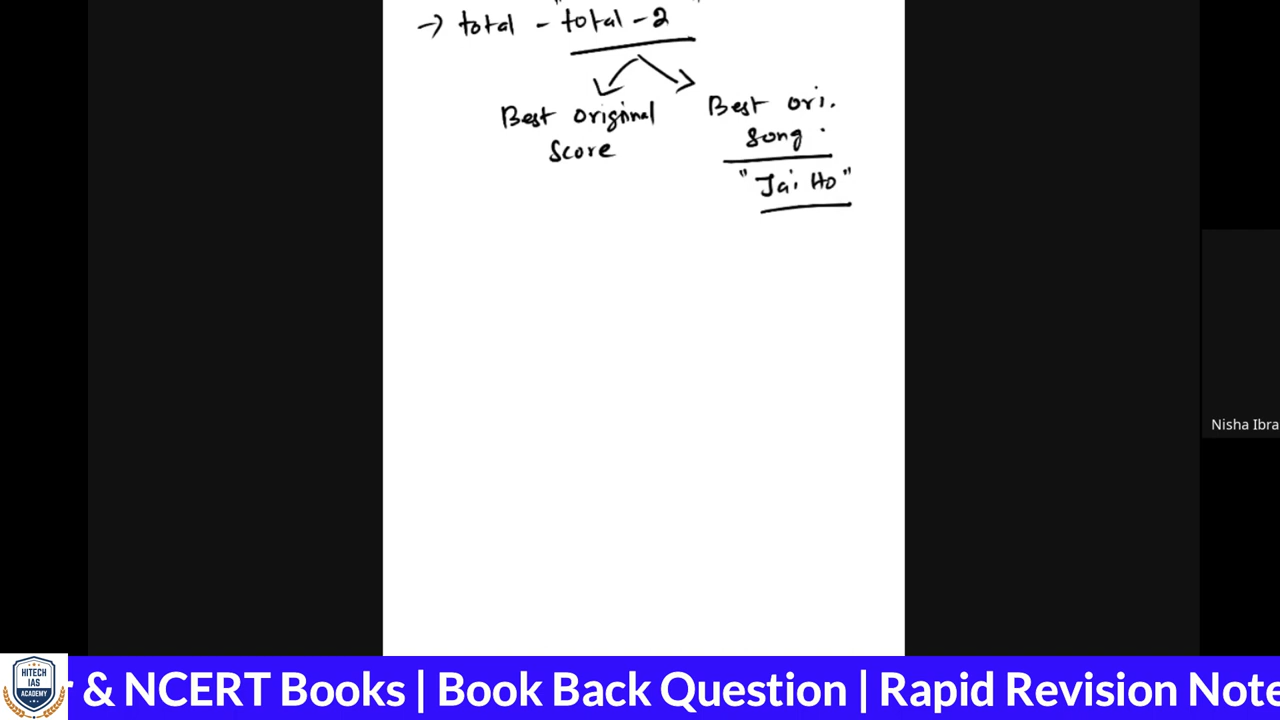 → total - "total - 2"
Best Original
Score
Best ori.
Song.
"Jai Ho"
Nisha Ibra
HITECH
IAS
ACADEMY
& NCERT Books | Book Back Question | Rapid Revision Note